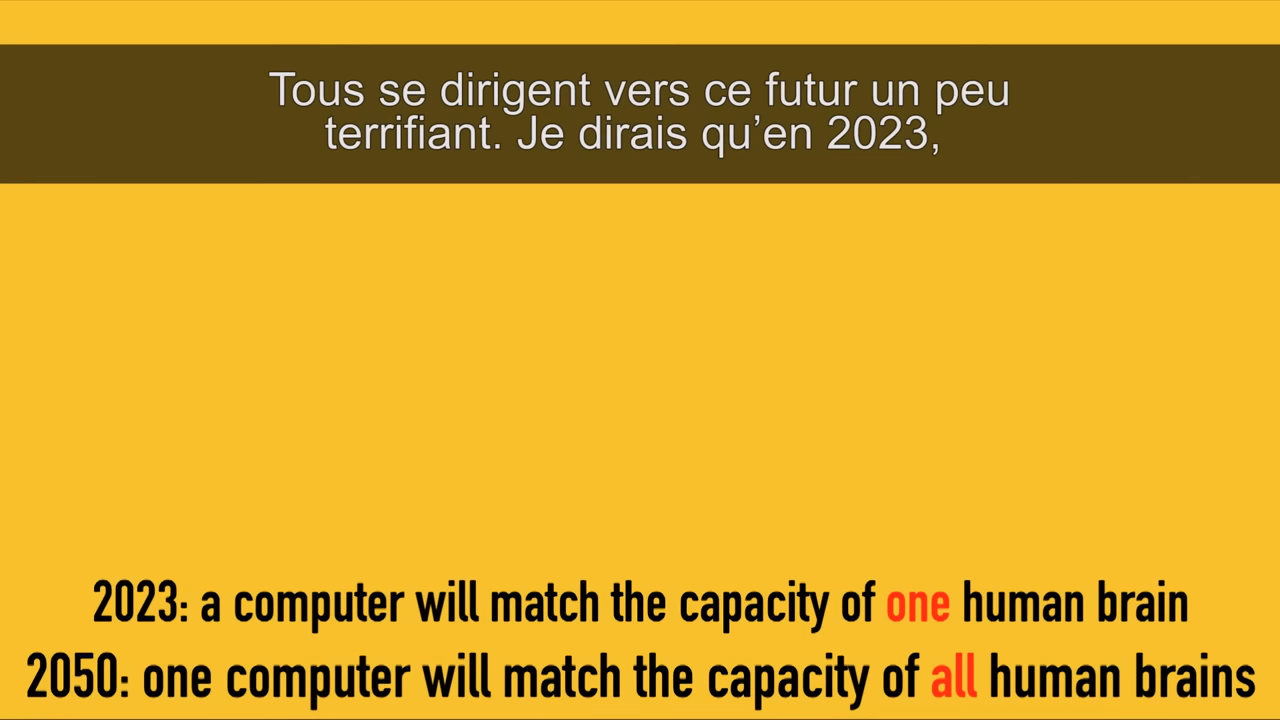 Tous se dirigent vers ce futur un peu
terrifiant. Je dirais qu’en 2023,
2023: a computer will match the capacity of one human brain
2050: one computer will match the capacity of all human brains